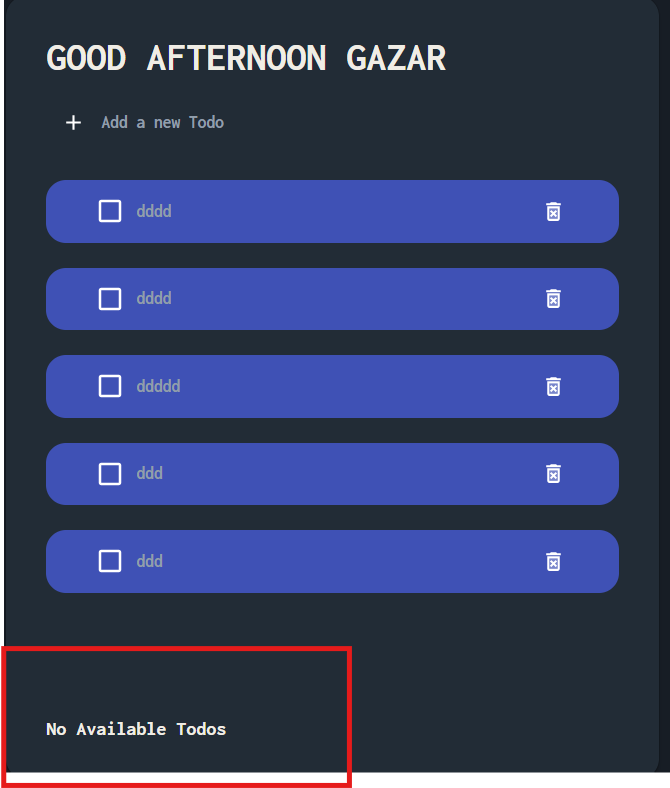 GOOD AFTERNOON GAZAR
Add a new Todo
dddd
dddd
ddddd
ddd
ddd
No Available Todos